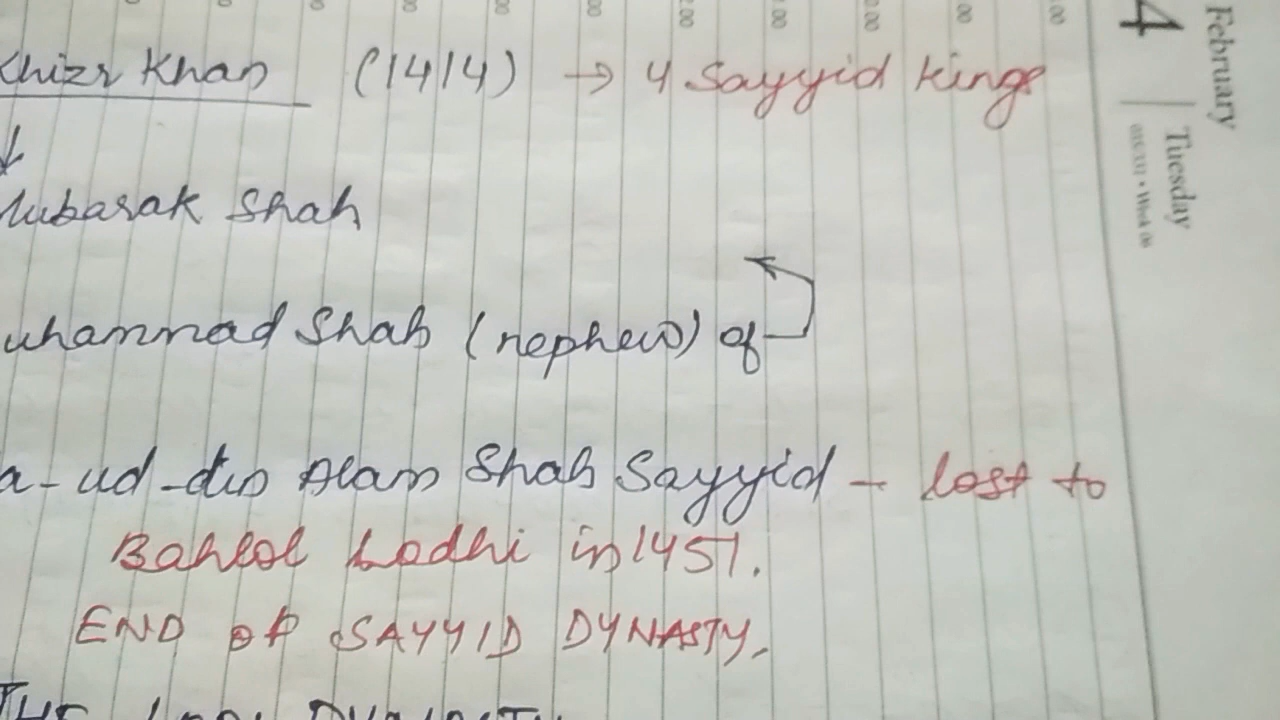 Khizr Khan (1414) → 4 Sayyid Kings
↓
Mubarak Shah
uhammad Shah (nephew) of
a-ud-din Alam Shah Sayyid - lost to
Bahlol Lodhi in 1451.
END OF SAYYID DYNASTY.
February
4
Tuesday